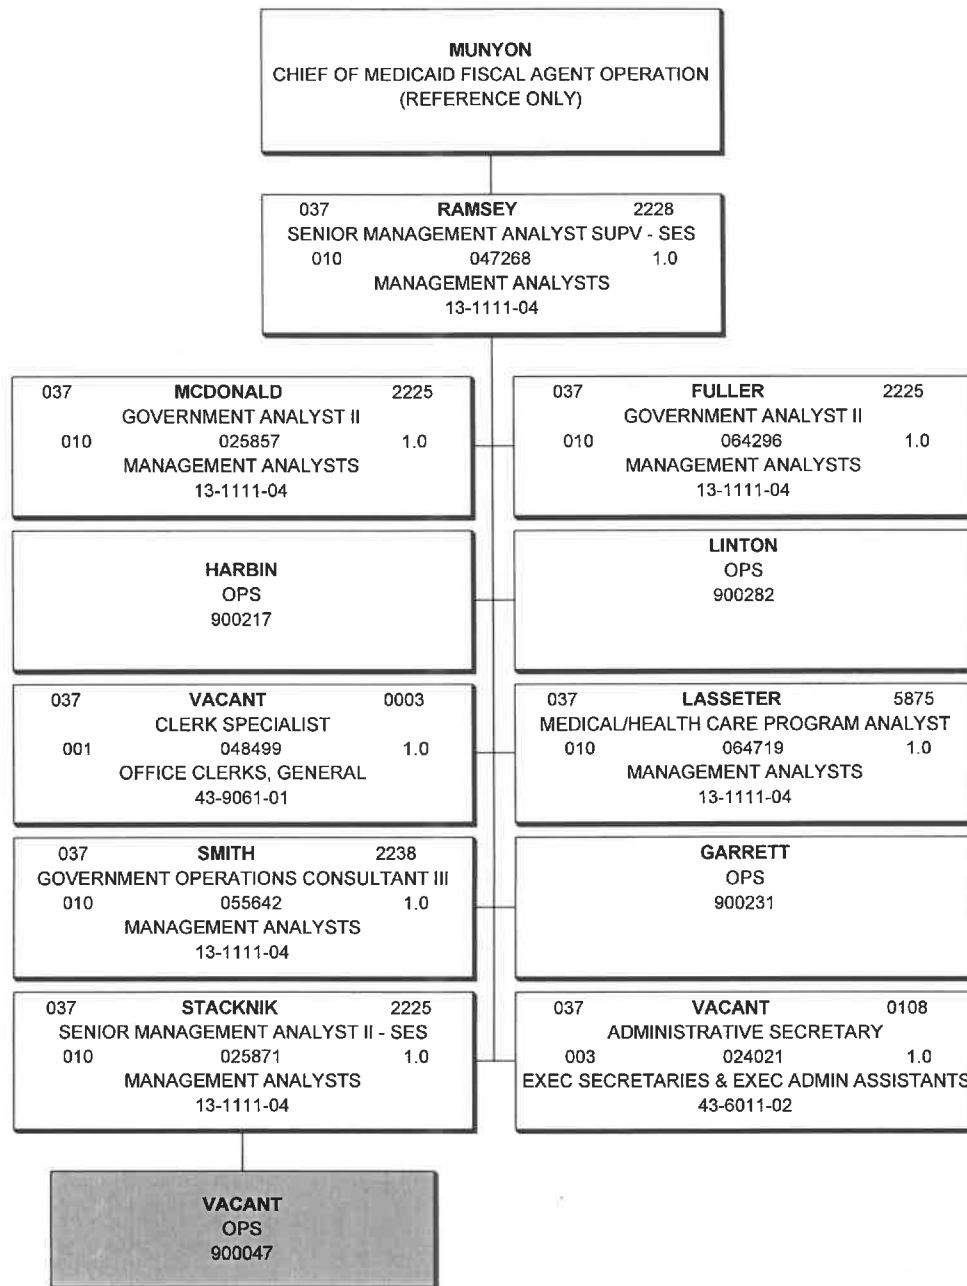 MUNYON
CHIEF OF MEDICAID FISCAL AGENT OPERATION
(REFERENCE ONLY)
037 RAMSEY 2228
SENIOR MANAGEMENT ANALYST SUPV - SES
010 047268 1.0
MANAGEMENT ANALYSTS
13-1111-04
037 MCDONALD 2225
GOVERNMENT ANALYST II
010 025857 1.0
MANAGEMENT ANALYSTS
13-1111-04
037 FULLER 2225
GOVERNMENT ANALYST II
010 064296 1.0
MANAGEMENT ANALYSTS
13-1111-04
HARBIN
OPS
900217
LINTON
OPS
900282
037 VACANT 0003
CLERK SPECIALIST
001 048499 1.0
OFFICE CLERKS, GENERAL
43-9061-01
037 LASSETER 5875
MEDICAL/HEALTH CARE PROGRAM ANALYST
010 064719 1.0
MANAGEMENT ANALYSTS
13-1111-04
037 SMITH 2238
GOVERNMENT OPERATIONS CONSULTANT III
010 055642 1.0
MANAGEMENT ANALYSTS
13-1111-04
GARRETT
OPS
900231
037 STACKNIK 2225
SENIOR MANAGEMENT ANALYST II - SES
010 025871 1.0
MANAGEMENT ANALYSTS
13-1111-04
037 VACANT 0108
ADMINISTRATIVE SECRETARY
003 024021 1.0
EXEC SECRETARIES & EXEC ADMIN ASSISTANTS
43-6011-02
VACANT
OPS
900047